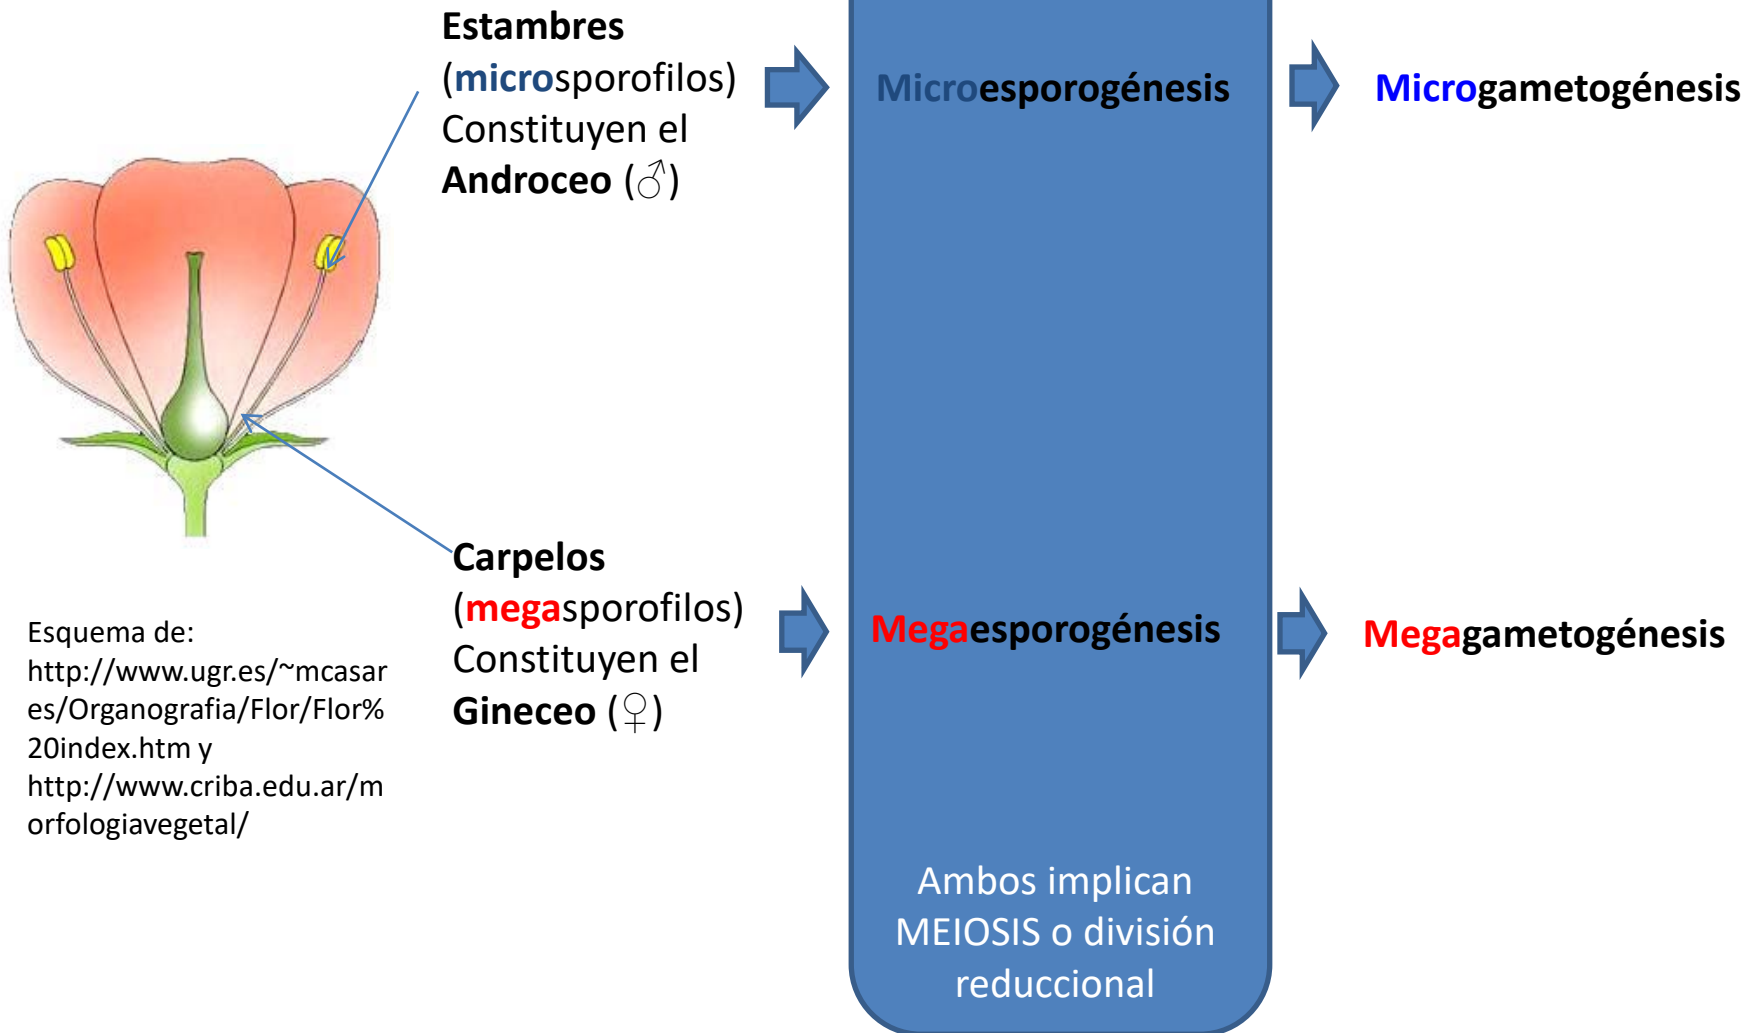 Estambres
(microsporofilos)
Constituyen el
Androceo (♂)
Microesporogénesis
Microgametogénesis
Carpelos
(megasporofilos)
Constituyen el
Gineceo (♀)
Megaesporogénesis
Megagametogénesis
Esquema de:
http://www.ugr.es/~mcasar
es/Organografia/Flor/Flor%
20index.htm y
http://www.criba.edu.ar/m
orfologiavegetal/
Ambos implican
MEIOSIS o división
reduccional